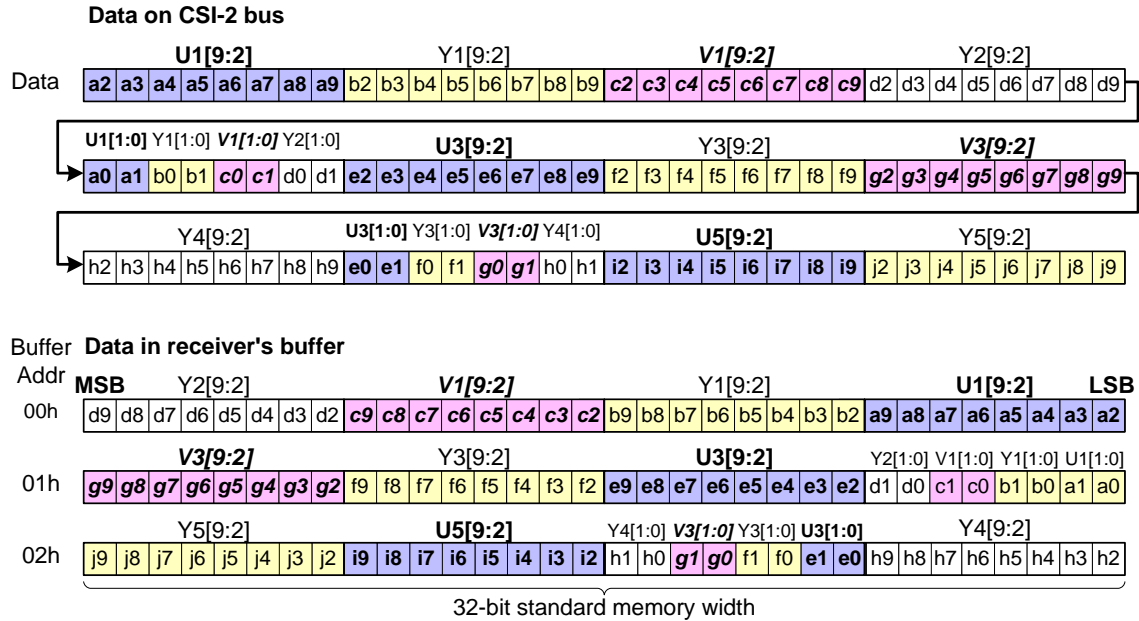 Data on CSI-2 bus
U1[9:2] Y1[9:2] V1[9:2] Y2[9:2]
Data a2 a3 a4 a5 a6 a7 a8 a9 b2 b3 b4 b5 b6 b7 b8 b9 c2 c3 c4 c5 c6 c7 c8 c9 d2 d3 d4 d5 d6 d7 d8 d9
U1[1:0] Y1[1:0] V1[1:0] Y2[1:0] U3[9:2] Y3[9:2] V3[9:2]
a0 a1 b0 b1 c0 c1 d0 d1 e2 e3 e4 e5 e6 e7 e8 e9 f2 f3 f4 f5 f6 f7 f8 f9 g2 g3 g4 g5 g6 g7 g8 g9
Y4[9:2] U3[1:0] Y3[1:0] V3[1:0] Y4[1:0] U5[9:2] Y5[9:2]
h2 h3 h4 h5 h6 h7 h8 h9 e0 e1 f0 f1 g0 g1 h0 h1 i2 i3 i4 i5 i6 i7 i8 i9 j2 j3 j4 j5 j6 j7 j8 j9
Buffer Addr Data in receiver's buffer
MSB Y2[9:2] V1[9:2] Y1[9:2] U1[9:2] LSB
00h d9 d8 d7 d6 d5 d4 d3 d2 c9 c8 c7 c6 c5 c4 c3 c2 b9 b8 b7 b6 b5 b4 b3 b2 a9 a8 a7 a6 a5 a4 a3 a2
V3[9:2] Y3[9:2] U3[9:2] Y2[1:0] V1[1:0] Y1[1:0] U1[1:0]
01h g9 g8 g7 g6 g5 g4 g3 g2 f9 f8 f7 f6 f5 f4 f3 f2 e9 e8 e7 e6 e5 e4 e3 e2 d1 d0 c1 c0 b1 b0 a1 a0
Y5[9:2] U5[9:2] Y4[1:0] V3[1:0] Y3[1:0] U3[1:0] Y4[9:2]
02h j9 j8 j7 j6 j5 j4 j3 j2 i9 i8 i7 i6 i5 i4 i3 i2 h1 h0 g1 g0 f1 f0 e1 e0 h9 h8 h7 h6 h5 h4 h3 h2
32-bit standard memory width